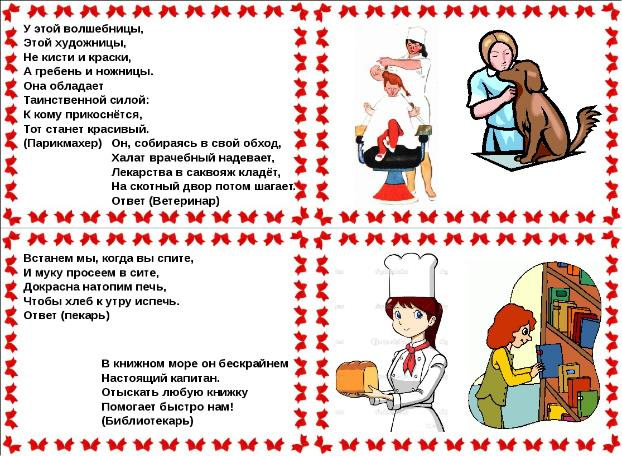 У этой волшебницы,
Этой художницы,
Не кисти и краски,
А гребень и ножницы.
Она обладает
Таинственной силой:
К кому прикоснётся,
Тот станет красивый.
(Парикмахер)
Он, собираясь в свой обход,
Халат врачебный надевает,
Лекарства в саквояж кладёт,
На скотный двор потом шагает.
Ответ (Ветеринар)
Встанем мы, когда вы спите,
И муку просеем в сите,
Докрасна натопим печь,
Чтобы хлеб к утру испечь.
Ответ (пекарь)
В книжном море он бескрайнем
Настоящий капитан.
Отыскать любую книжку
Помогает быстро нам!
(Библиотекарь)